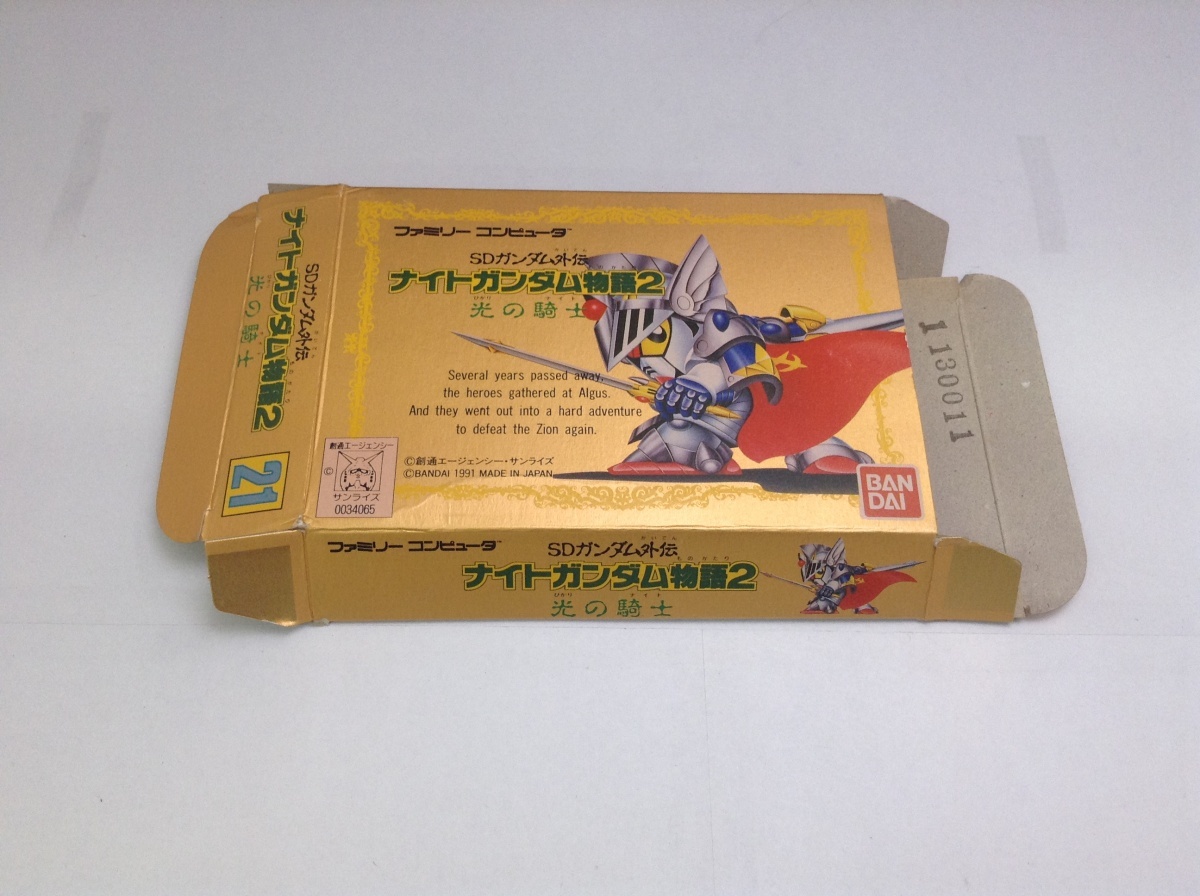 ファミリー コンピュータ™
SDガンダム外伝
ナイトガンダム物語2
光の騎士
Several years passed away,
the heroes gathered at Algus.
And they went out into a hard adventure
to defeat the Zion again.
創通エージェンシー
©
サンライズ
0034065
©創通エージェンシー・サンライズ
©BANDAI 1991 MADE IN JAPAN
BAN
DAI
SDガンダム外伝
ナイトガンダム物語2
光の騎士
21
1130011
ファミリー コンピュータ™
SDガンダム外伝
ナイトガンダム物語2
光の騎士